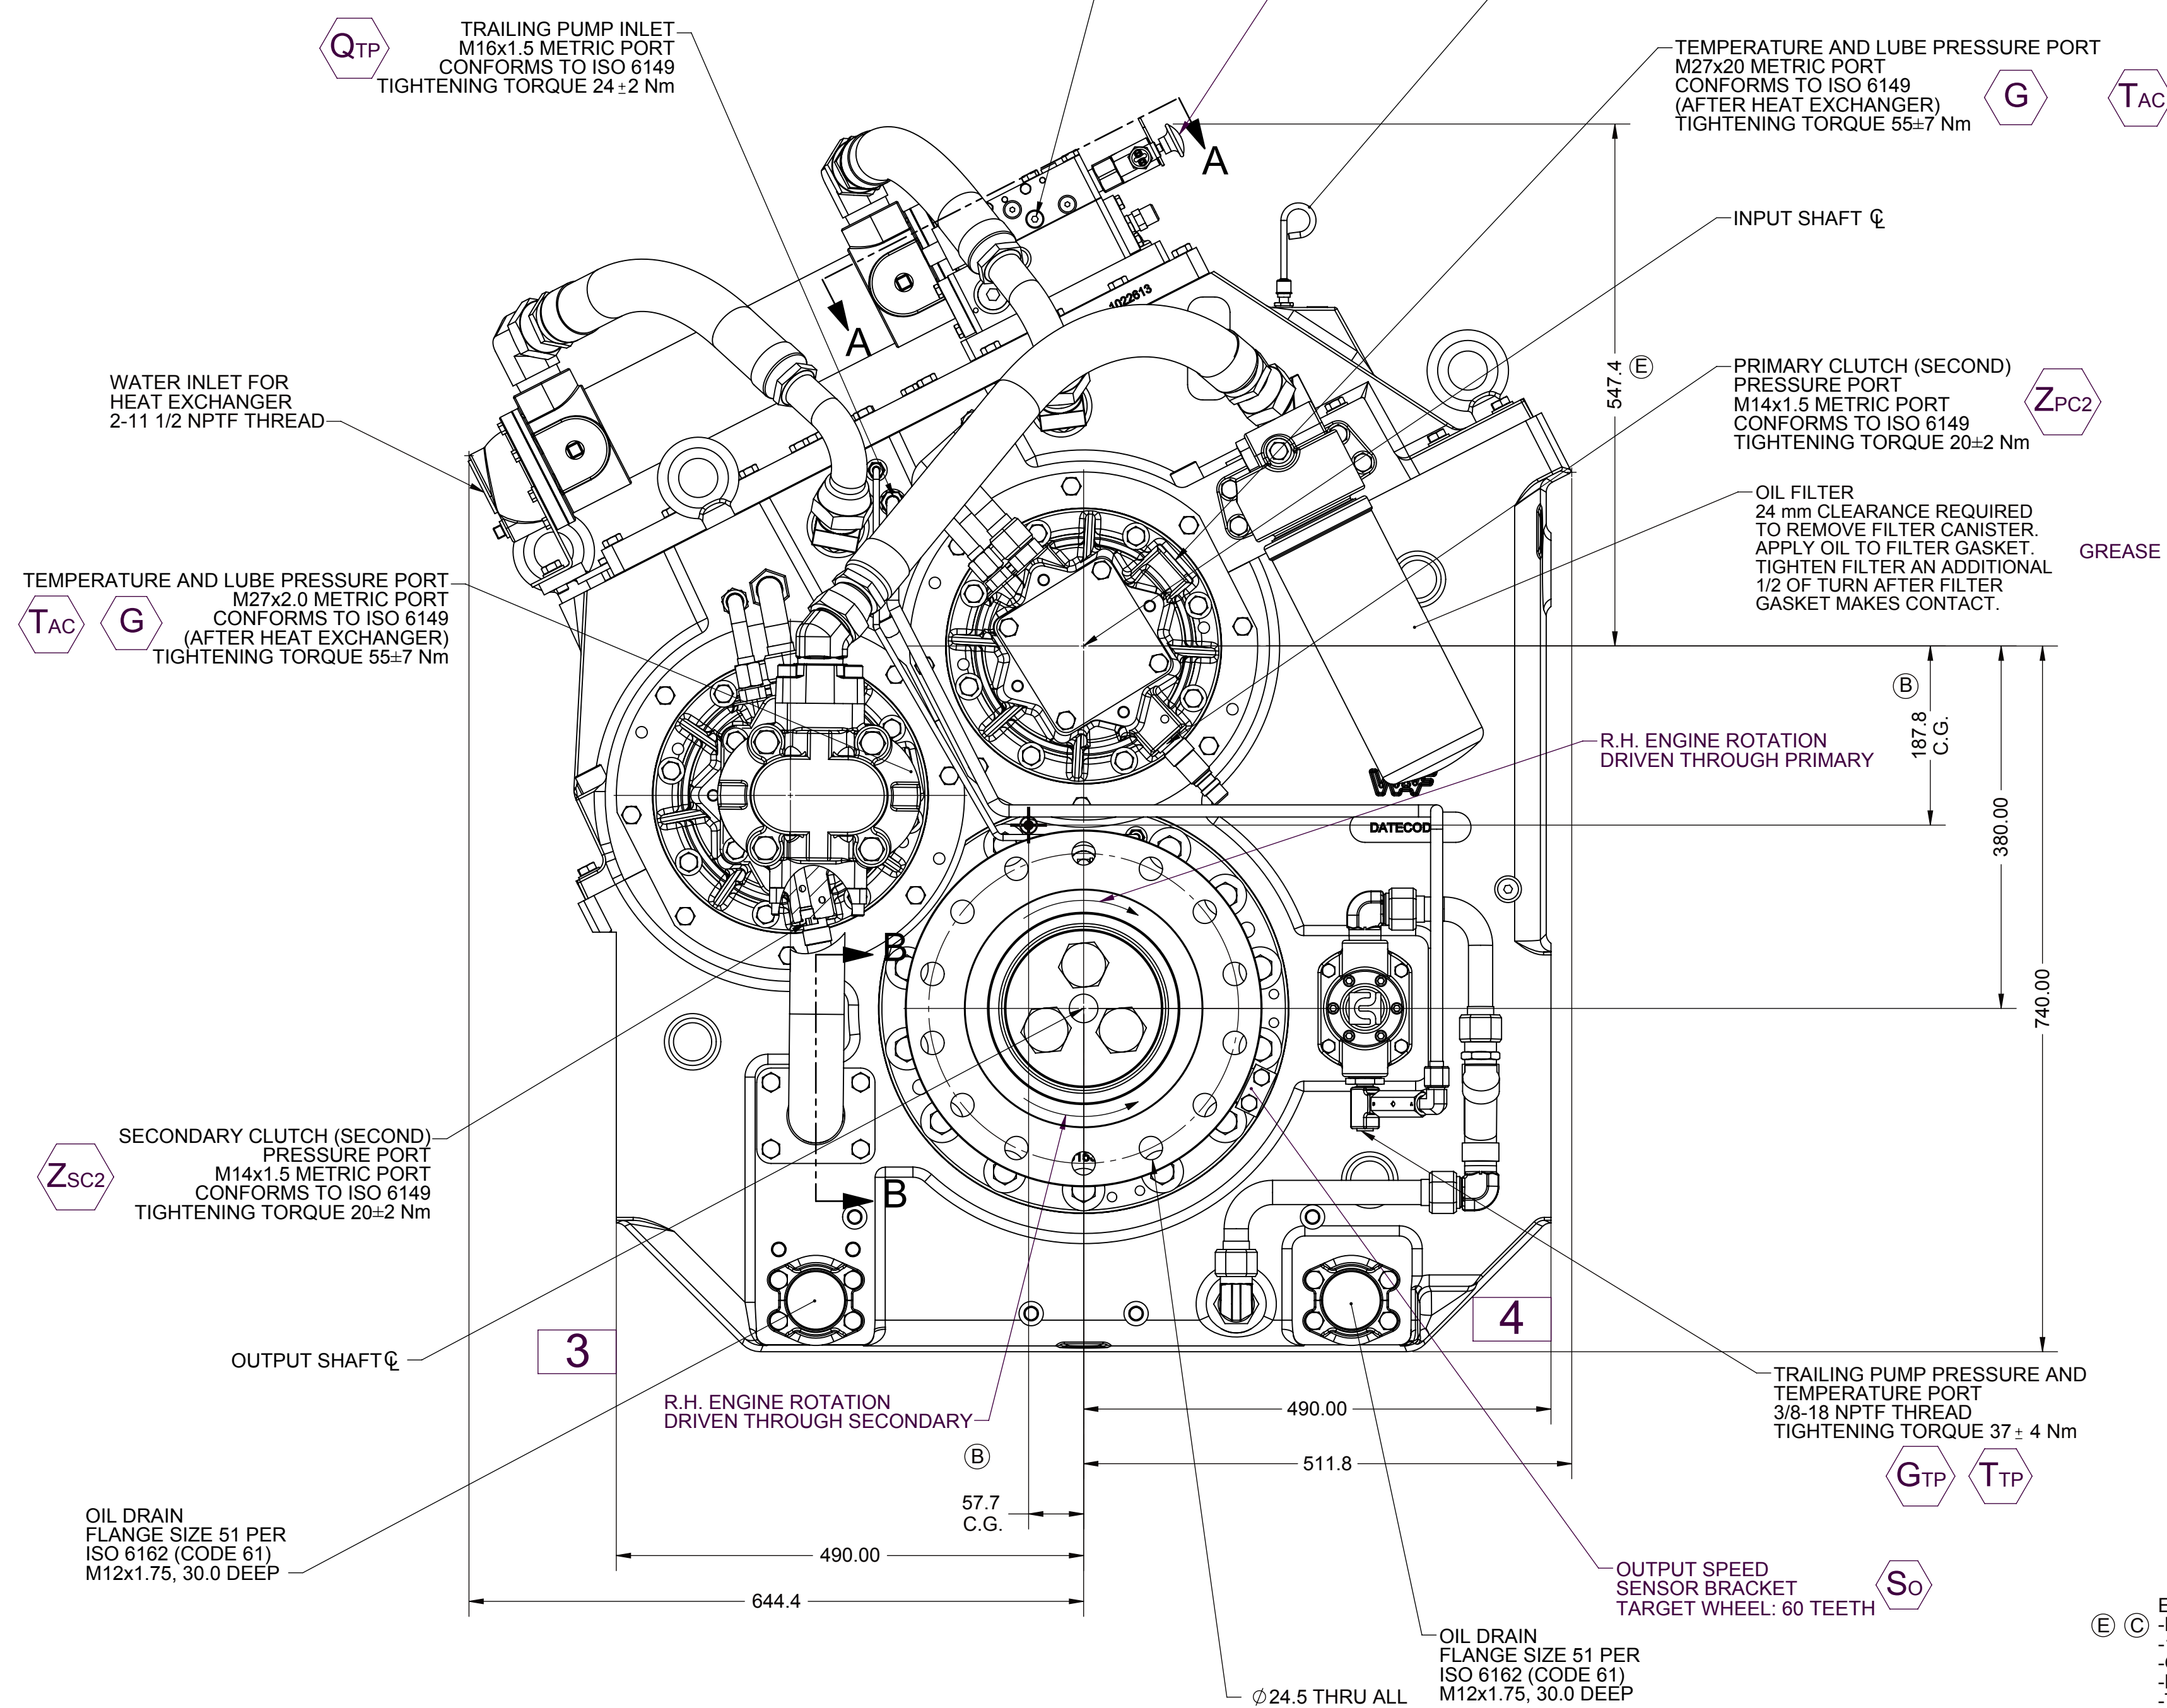 QTP
TRAILING PUMP INLET
M16x1.5 METRIC PORT
CONFORMS TO ISO 6149
TIGHTENING TORQUE 24±2 Nm
TEMPERATURE AND LUBE PRESSURE PORT
M27x20 METRIC PORT
CONFORMS TO ISO 6149
(AFTER HEAT EXCHANGER)
TIGHTENING TORQUE 55±7 Nm
G
TAC
A
A
INPUT SHAFT ℄
1022613
547.4
E
WATER INLET FOR
HEAT EXCHANGER
2-11 1/2 NPTF THREAD
PRIMARY CLUTCH (SECOND)
PRESSURE PORT
M14x1.5 METRIC PORT
CONFORMS TO ISO 6149
TIGHTENING TORQUE 20±2 Nm
ZPC2
OIL FILTER
24 mm CLEARANCE REQUIRED
TO REMOVE FILTER CANISTER.
APPLY OIL TO FILTER GASKET.
TIGHTEN FILTER AN ADDITIONAL
1/2 OF TURN AFTER FILTER
GASKET MAKES CONTACT.
GREASE
TEMPERATURE AND LUBE PRESSURE PORT
M27x2.0 METRIC PORT
CONFORMS TO ISO 6149
(AFTER HEAT EXCHANGER)
TIGHTENING TORQUE 55±7 Nm
TAC
G
B
187.8
C.G.
R.H. ENGINE ROTATION
DRIVEN THROUGH PRIMARY
380.00
740.00
DATECOD
B
B
SECONDARY CLUTCH (SECOND)
PRESSURE PORT
M14x1.5 METRIC PORT
CONFORMS TO ISO 6149
TIGHTENING TORQUE 20±2 Nm
ZSC2
OUTPUT SHAFT ℄
3
4
R.H. ENGINE ROTATION
DRIVEN THROUGH SECONDARY
TRAILING PUMP PRESSURE AND
TEMPERATURE PORT
3/8-18 NPTF THREAD
TIGHTENING TORQUE 37 ± 4 Nm
GTP
TTP
490.00
511.8
B
57.7
C.G.
490.00
644.4
OIL DRAIN
FLANGE SIZE 51 PER
ISO 6162 (CODE 61)
M12x1.75, 30.0 DEEP
OUTPUT SPEED
SENSOR BRACKET
TARGET WHEEL: 60 TEETH
SO
OIL DRAIN
FLANGE SIZE 51 PER
ISO 6162 (CODE 61)
M12x1.75, 30.0 DEEP
∅24.5 THRU ALL
E C